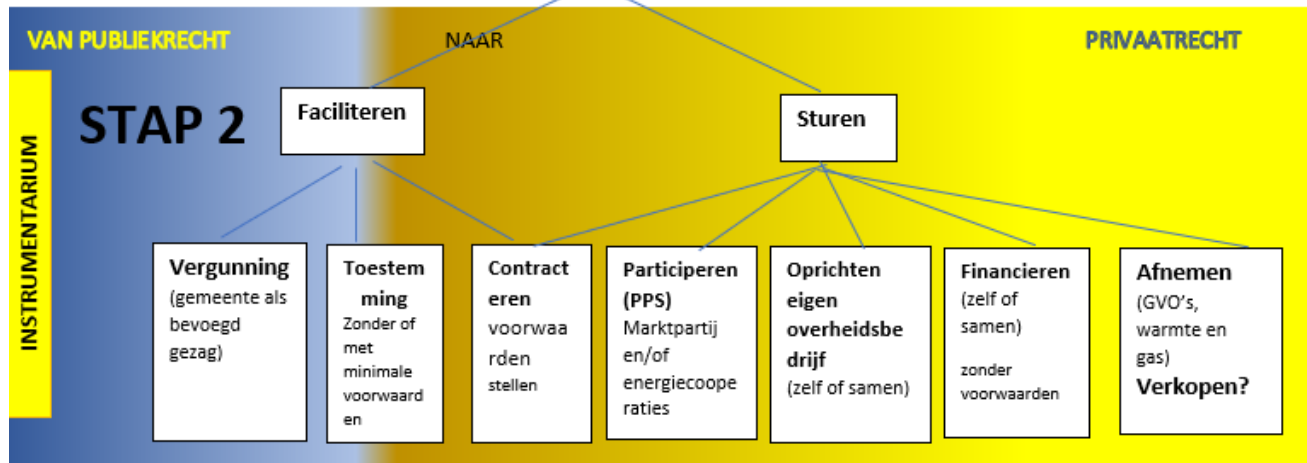 VAN PUBLIEKRECHT
NAAR
PRIVAATRECHT
INSTRUMENTARIUM
STAP 2
Faciliteren
Sturen
Vergunning
(gemeente als
bevoegd
gezag)
Toestem
ming
Zonder of
met
minimale
voorwaard
en
Contract
eren
voorwaa
rden
stellen
Participeren
(PPS)
Marktpartij
en/of
energiecoope
raties
Oprichten
eigen
overheidsbe
drijf
(zelf of samen)
Financieren
(zelf of
samen)
zonder
voorwaarden
Afnemen
(GVO's,
warmte en
gas)
Verkopen?